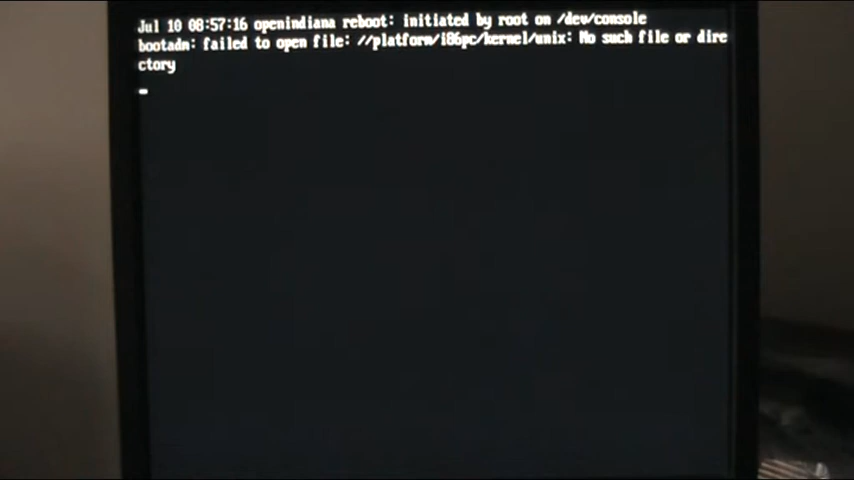 Jul 10 08:57:16 openindiana reboot: initiated by root on /dev/console
bootadm: failed to open file: //platform/i86pc/kernel/unix: No such file or dire
ctory